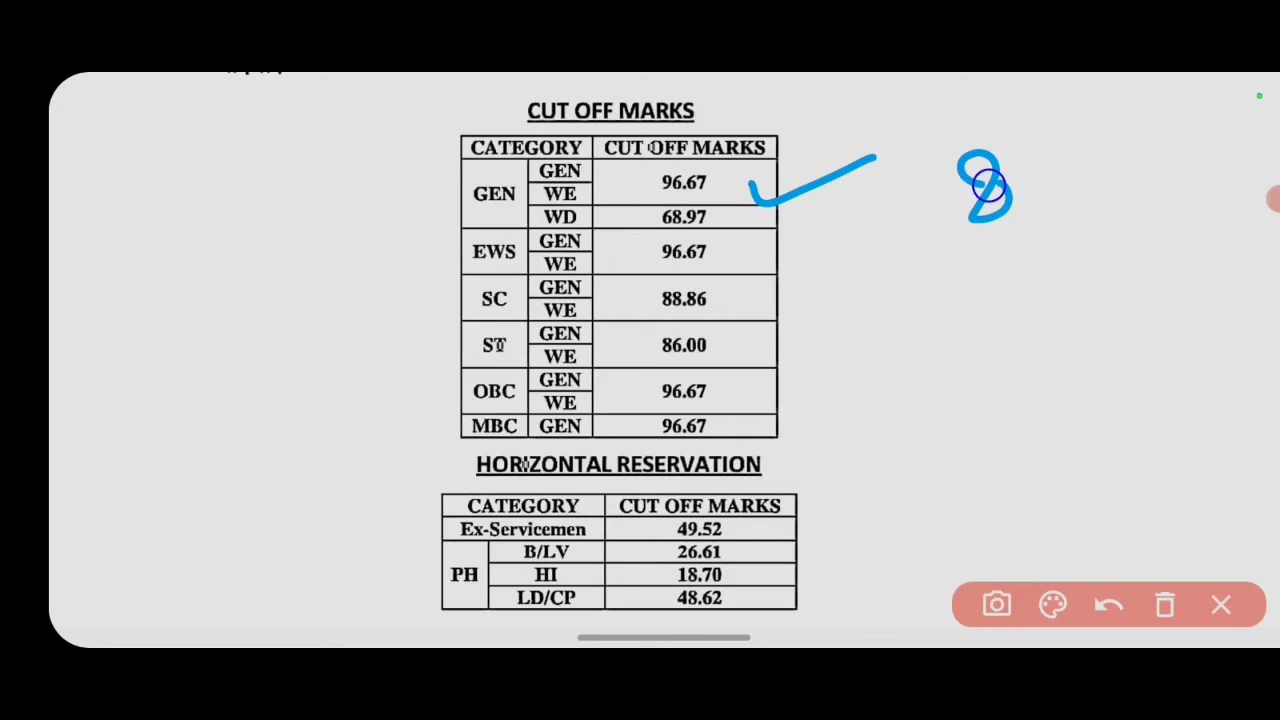 CUT OFF MARKS
CATEGORY CUT OFF MARKS
GEN GEN 96.67
WE
WD 68.97
EWS GEN 96.67
WE
SC GEN 88.86
WE
ST GEN 86.00
WE
OBC GEN 96.67
WE
MBC GEN 96.67
HORIZONTAL RESERVATION
CATEGORY CUT OFF MARKS
Ex-Servicemen 49.52
PH B/LV 26.61
HI 18.70
LD/CP 48.62